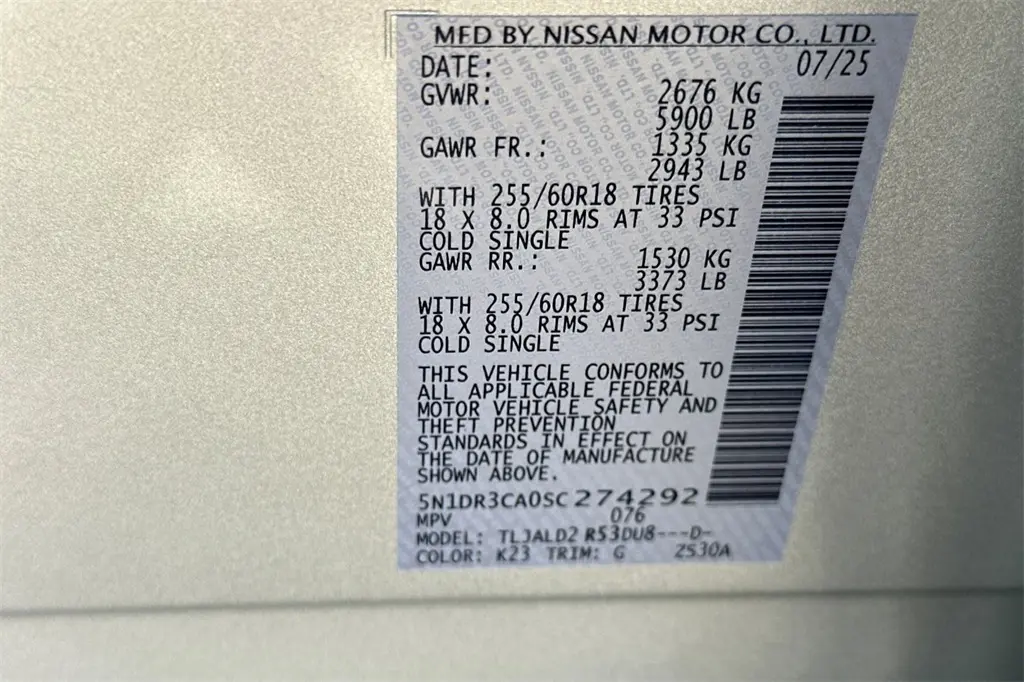 MFD BY NISSAN MOTOR CO., LTD.
DATE: 07/25
GVWR: 2676 KG
5900 LB
GAWR FR.: 1335 KG
2943 LB
WITH 255/60R18 TIRES
18 X 8.0 RIMS AT 33 PSI
COLD SINGLE
GAWR RR.: 1530 KG
3373 LB
WITH 255/60R18 TIRES
18 X 8.0 RIMS AT 33 PSI
COLD SINGLE
THIS VEHICLE CONFORMS TO
ALL APPLICABLE FEDERAL
MOTOR VEHICLE SAFETY AND
THEFT PREVENTION
STANDARDS IN EFFECT ON
THE DATE OF MANUFACTURE
SHOWN ABOVE.
5N1DR3CA0SC274292
MPV 076
MODEL: TLJALD2 R53DU8---D-
COLOR: K23 TRIM: G ZS30A